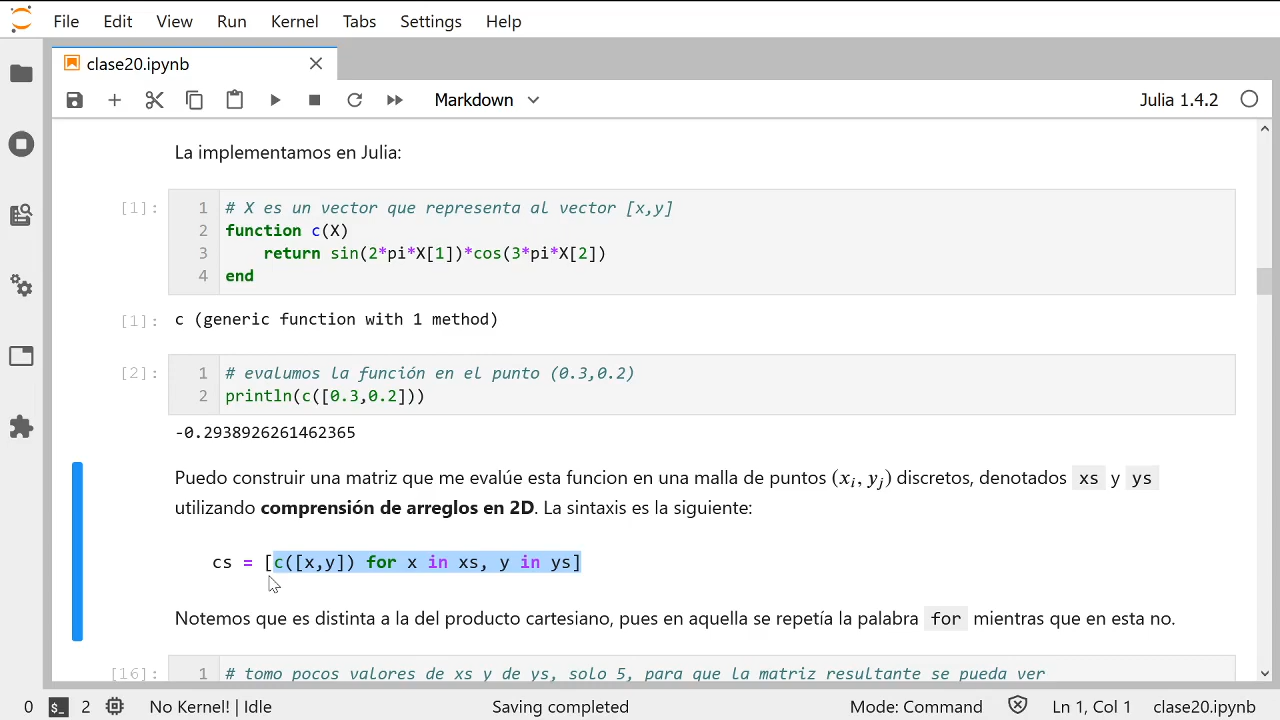 File Edit View Run Kernel Tabs Settings Help
clase20.ipynb
Markdown
Julia 1.4.2
La implementamos en Julia:
[1]:
1 # X es un vector que representa al vector [x,y]
2 function c(X)
3 return sin(2*pi*X[1])*cos(3*pi*X[2])
4 end
[1]: c (generic function with 1 method)
[2]:
1 # evalumos la función en el punto (0.3,0.2)
2 println(c([0.3,0.2]))
-0.2938926261462365
Puedo construir una matriz que me evalúe esta funcion en una malla de puntos (xᵢ, yⱼ) discretos, denotados xs y ys
utilizando comprensión de arreglos en 2D. La sintaxis es la siguiente:
cs = [c([x,y]) for x in xs, y in ys]
Notemos que es distinta a la del producto cartesiano, pues en aquella se repetía la palabra for mientras que en esta no.
[16]: 1 # tomo pocos valores de xs y de ys, solo 5, para que la matriz resultante se pueda ver
0 $_ 2 No Kernel! | Idle Saving completed Mode: Command Ln 1, Col 1 clase20.ipynb